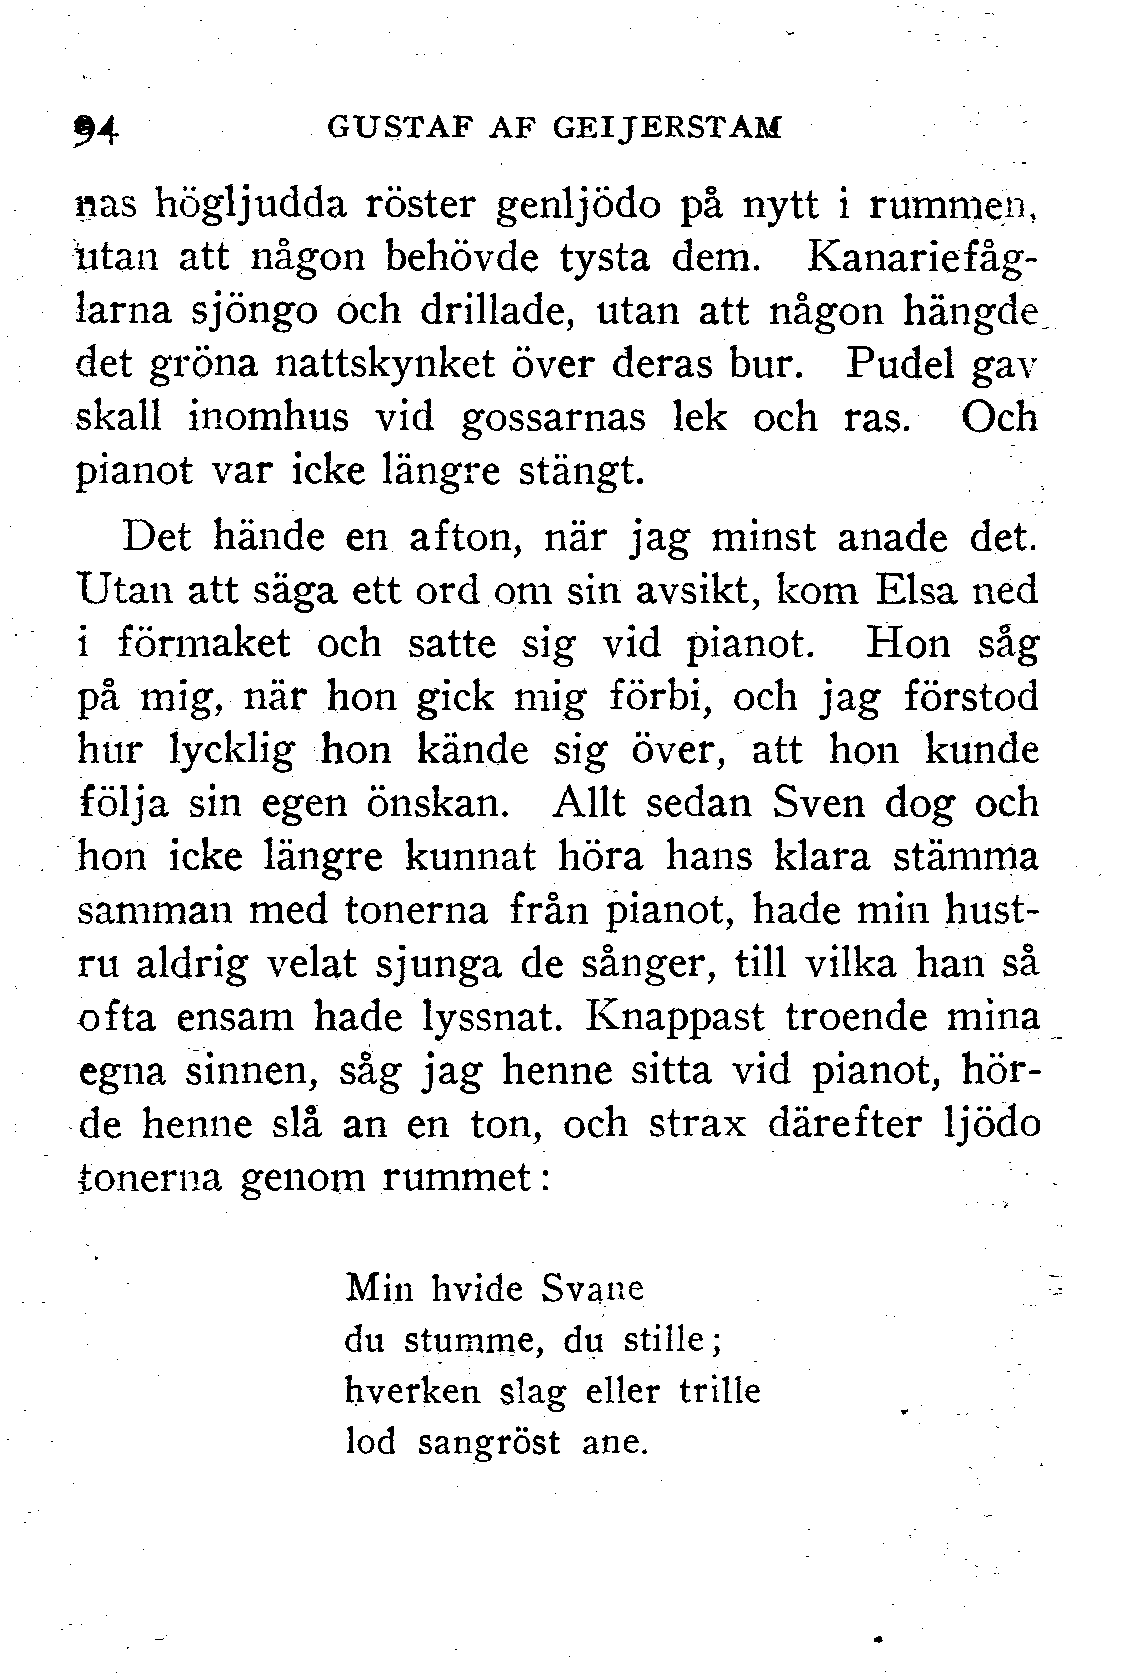 94 GUSTAF AF GEIJERSTAM
nas högljudda röster genljödo på nytt i rummen,
utan att någon behövde tysta dem. Kanariefåg-
larna sjöngo och drillade, utan att någon hängde
det gröna nattskynket över deras bur. Pudel gav
skall inomhus vid gossarnas lek och ras. Och
pianot var icke längre stängt.
Det hände en afton, när jag minst anade det.
Utan att säga ett ord om sin avsikt, kom Elsa ned
i förmaket och satte sig vid pianot. Hon såg
på mig, när hon gick mig förbi, och jag förstod
hur lycklig hon kände sig över, att hon kunde
följa sin egen önskan. Allt sedan Sven dog och
hon icke längre kunnat höra hans klara stämma
samman med tonerna från pianot, hade min hust-
ru aldrig velat sjunga de sånger, till vilka han så
ofta ensam hade lyssnat. Knappast troende mina
egna sinnen, såg jag henne sitta vid pianot, hör-
de henne slå an en ton, och strax därefter ljödo
tonerna genom rummet:
Min hvide Svane
du stumme, du stille;
hverken slag eller trille
lod sangröst ane.